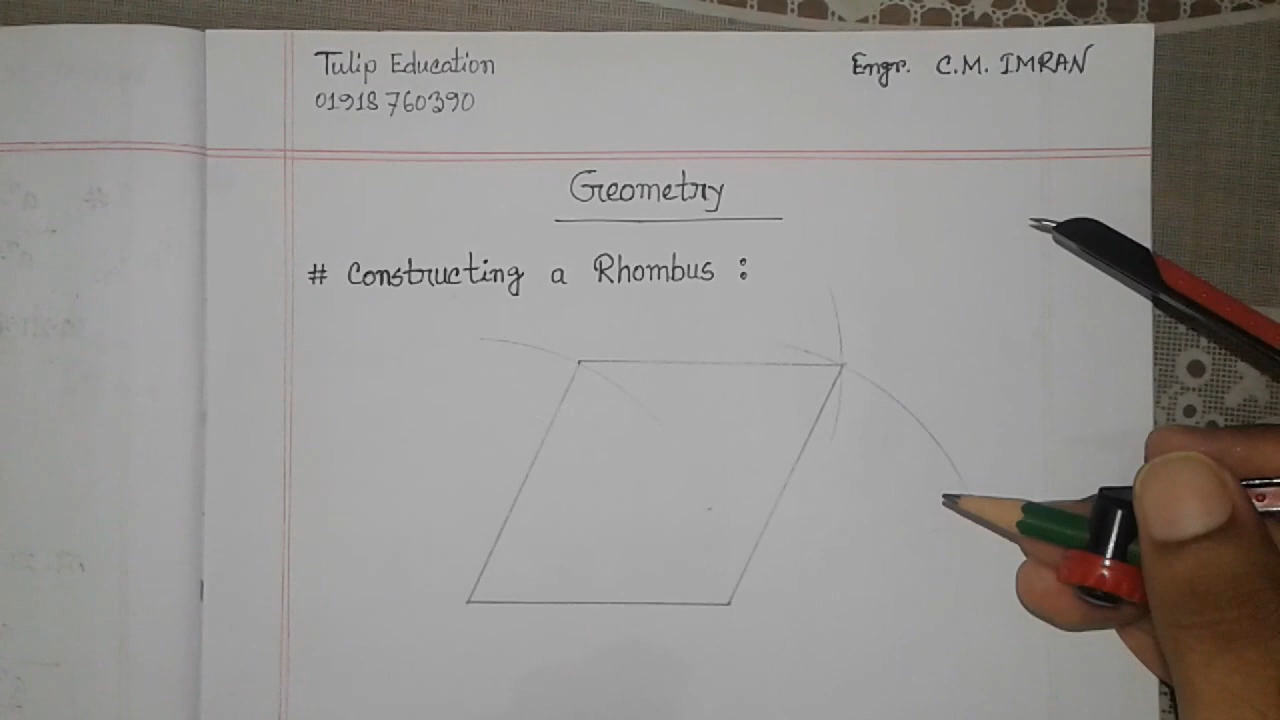 Tulip Education
01918760390
Engr. C.M. IMRAN
Geometry
# Constructing a Rhombus :